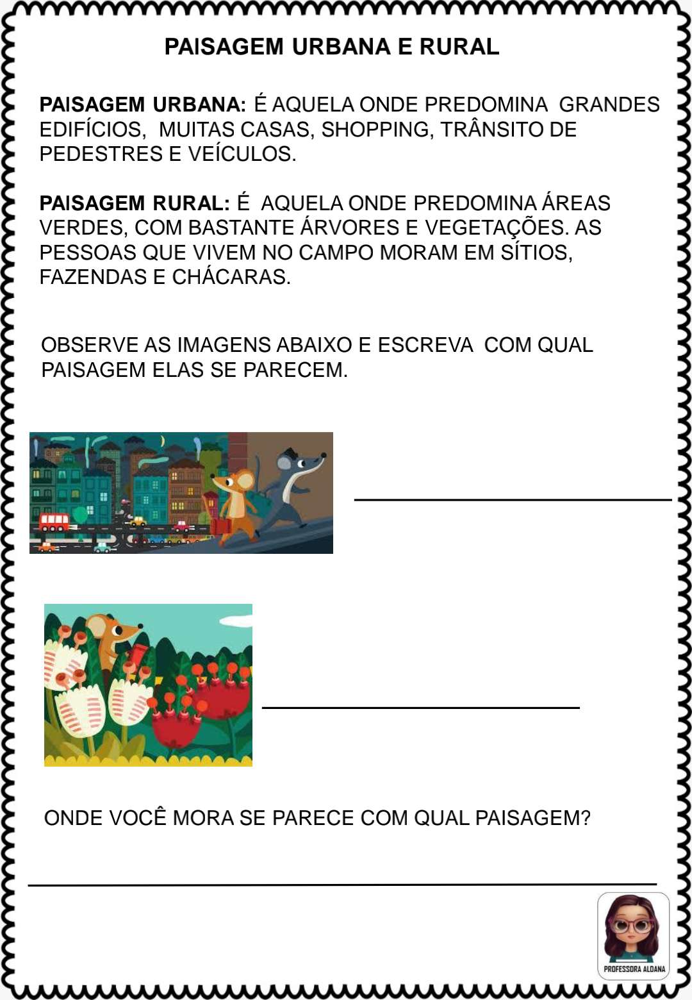 PAISAGEM URBANA E RURAL
PAISAGEM URBANA: É AQUELA ONDE PREDOMINA GRANDES
EDIFÍCIOS, MUITAS CASAS, SHOPPING, TRÂNSITO DE
PEDESTRES E VEÍCULOS.
PAISAGEM RURAL: É AQUELA ONDE PREDOMINA ÁREAS
VERDES, COM BASTANTE ÁRVORES E VEGETAÇÕES. AS
PESSOAS QUE VIVEM NO CAMPO MORAM EM SÍTIOS,
FAZENDAS E CHÁCARAS.
OBSERVE AS IMAGENS ABAIXO E ESCREVA COM QUAL
PAISAGEM ELAS SE PARECEM.
ONDE VOCÊ MORA SE PARECE COM QUAL PAISAGEM?
PROFESSORA ALDANA